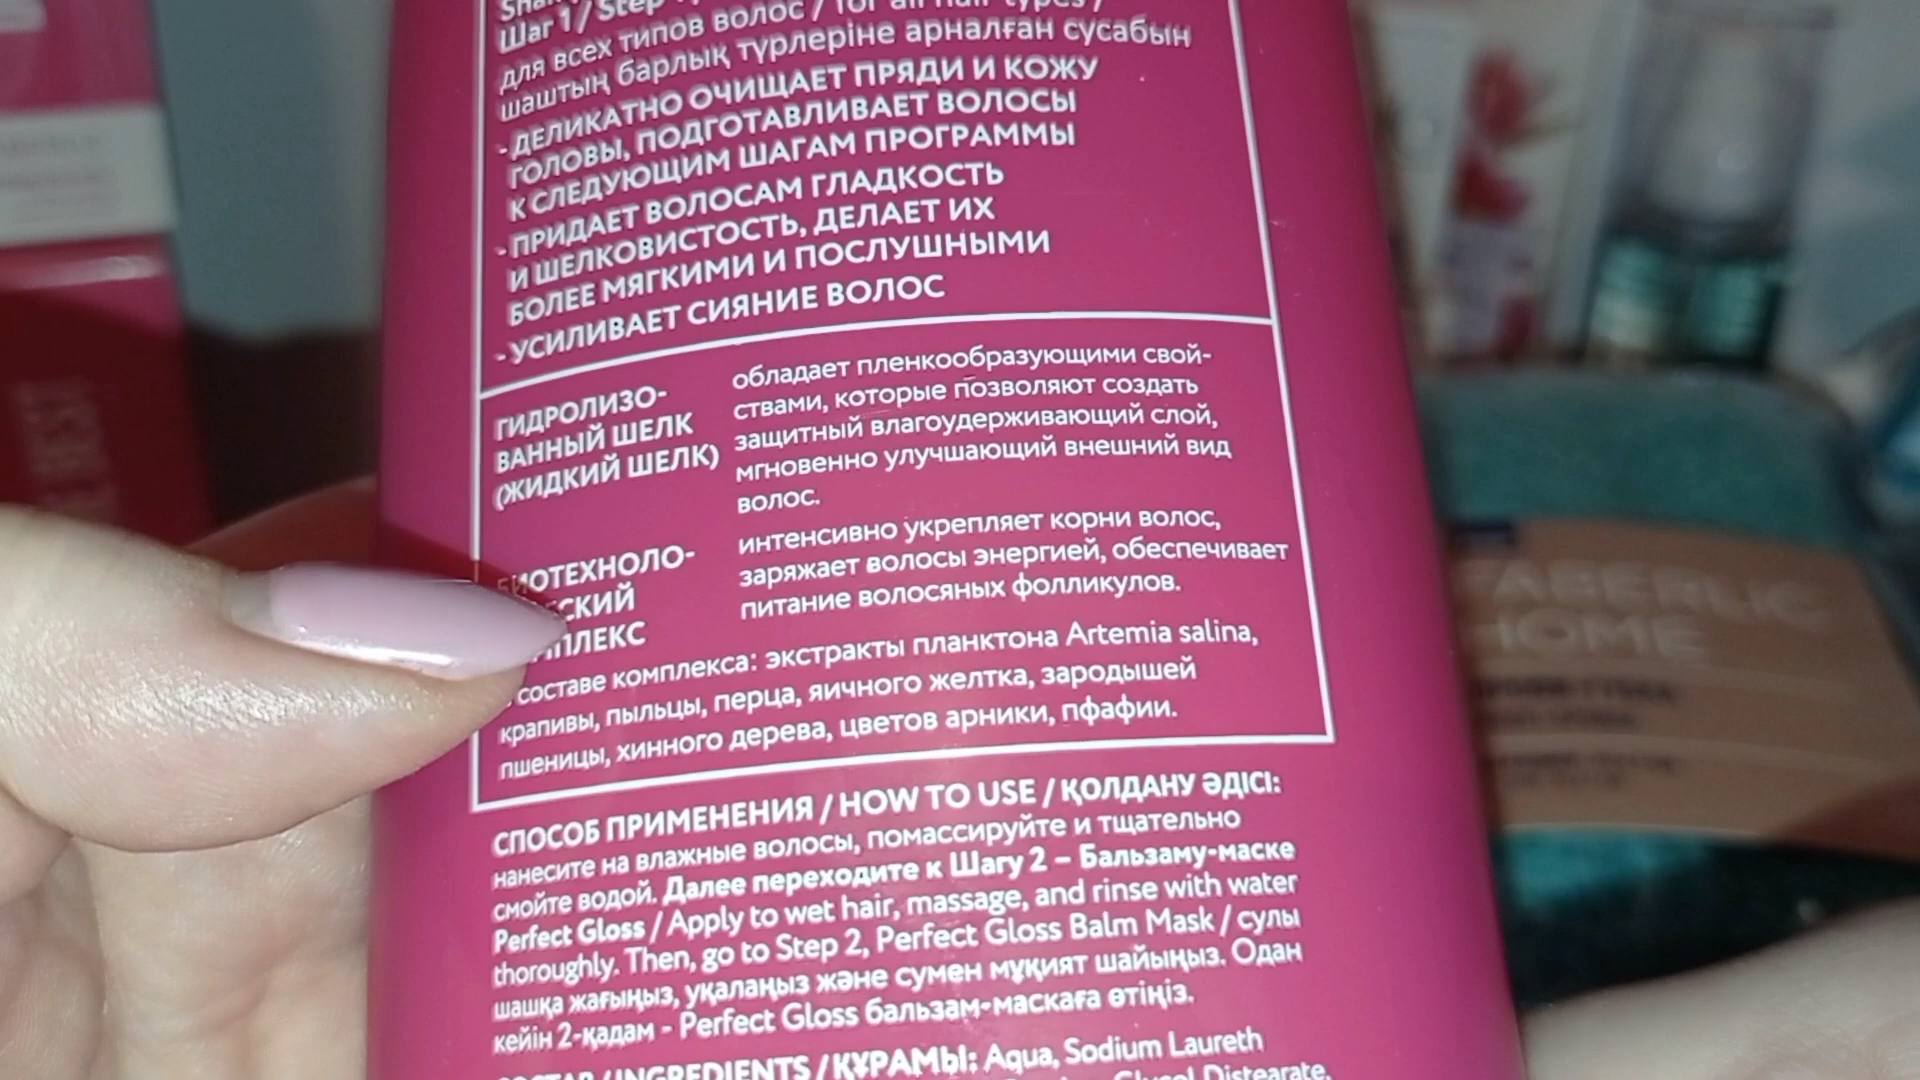 Шаг 1 / Step
для всех типов волос / for all hair types /
шаштың барлық түрлеріне арналған сусабын
- ДЕЛИКАТНО ОЧИЩАЕТ ПРЯДИ И КОЖУ
ГОЛОВЫ, ПОДГОТАВЛИВАЕТ ВОЛОСЫ
К СЛЕДУЮЩИМ ШАГАМ ПРОГРАММЫ
- ПРИДАЕТ ВОЛОСАМ ГЛАДКОСТЬ
И ШЕЛКОВИСТОСТЬ, ДЕЛАЕТ ИХ
БОЛЕЕ МЯГКИМИ И ПОСЛУШНЫМИ
- УСИЛИВАЕТ СИЯНИЕ ВОЛОС
ГИДРОЛИЗО-
ВАННЫЙ ШЕЛК
(ЖИДКИЙ ШЕЛК)
обладает пленкообразующими свой-
ствами, которые позволяют создать
защитный влагоудерживающий слой,
мгновенно улучшающий внешний вид
волос.
БИОТЕХНОЛО-
СКИЙ
ПЛЕКС
интенсивно укрепляет корни волос,
заряжает волосы энергией, обеспечивает
питание волосяных фолликулов.
составе комплекса: экстракты планктона Artemia salina,
крапивы, пыльцы, перца, яичного желтка, зародышей
пшеницы, хинного дерева, цветов арники, пфафии.
СПОСОБ ПРИМЕНЕНИЯ / HOW TO USE / ҚОЛДАНУ ӘДІСІ:
нанесите на влажные волосы, помассируйте и тщательно
смойте водой. Далее переходите к Шагу 2 – Бальзаму-маске
Perfect Gloss / Apply to wet hair, massage, and rinse with water
thoroughly. Then, go to Step 2, Perfect Gloss Balm Mask / сулы
шашқа жағыңыз, уқалаңыз және сумен мұқият шайыңыз. Одан
кейін 2-қадам - Perfect Gloss бальзам-маскаға өтіңіз.
СОСТАВ / INGREDIENTS / ҚҰРАМЫ: Aqua, Sodium Laureth
Glycol Distearate,
FABERLIC
HOME